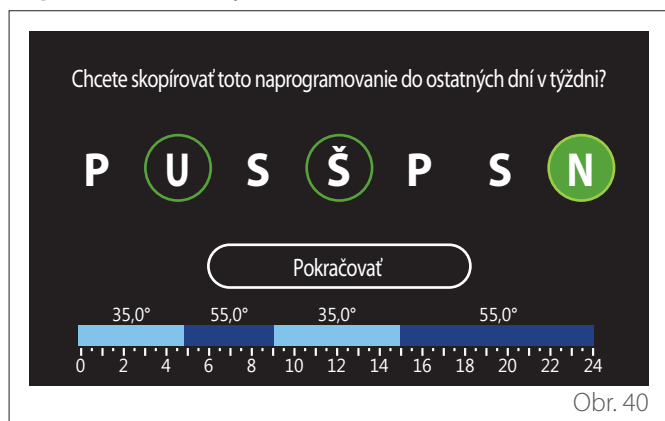 Chcete skopírovať toto naprogramovanie do ostatných dní v týždni?
P U S Š P S N
Pokračovať
35,0° 55,0° 35,0° 55,0°
0 2 4 6 8 10 12 14 16 18 20 22 24
Obr. 40